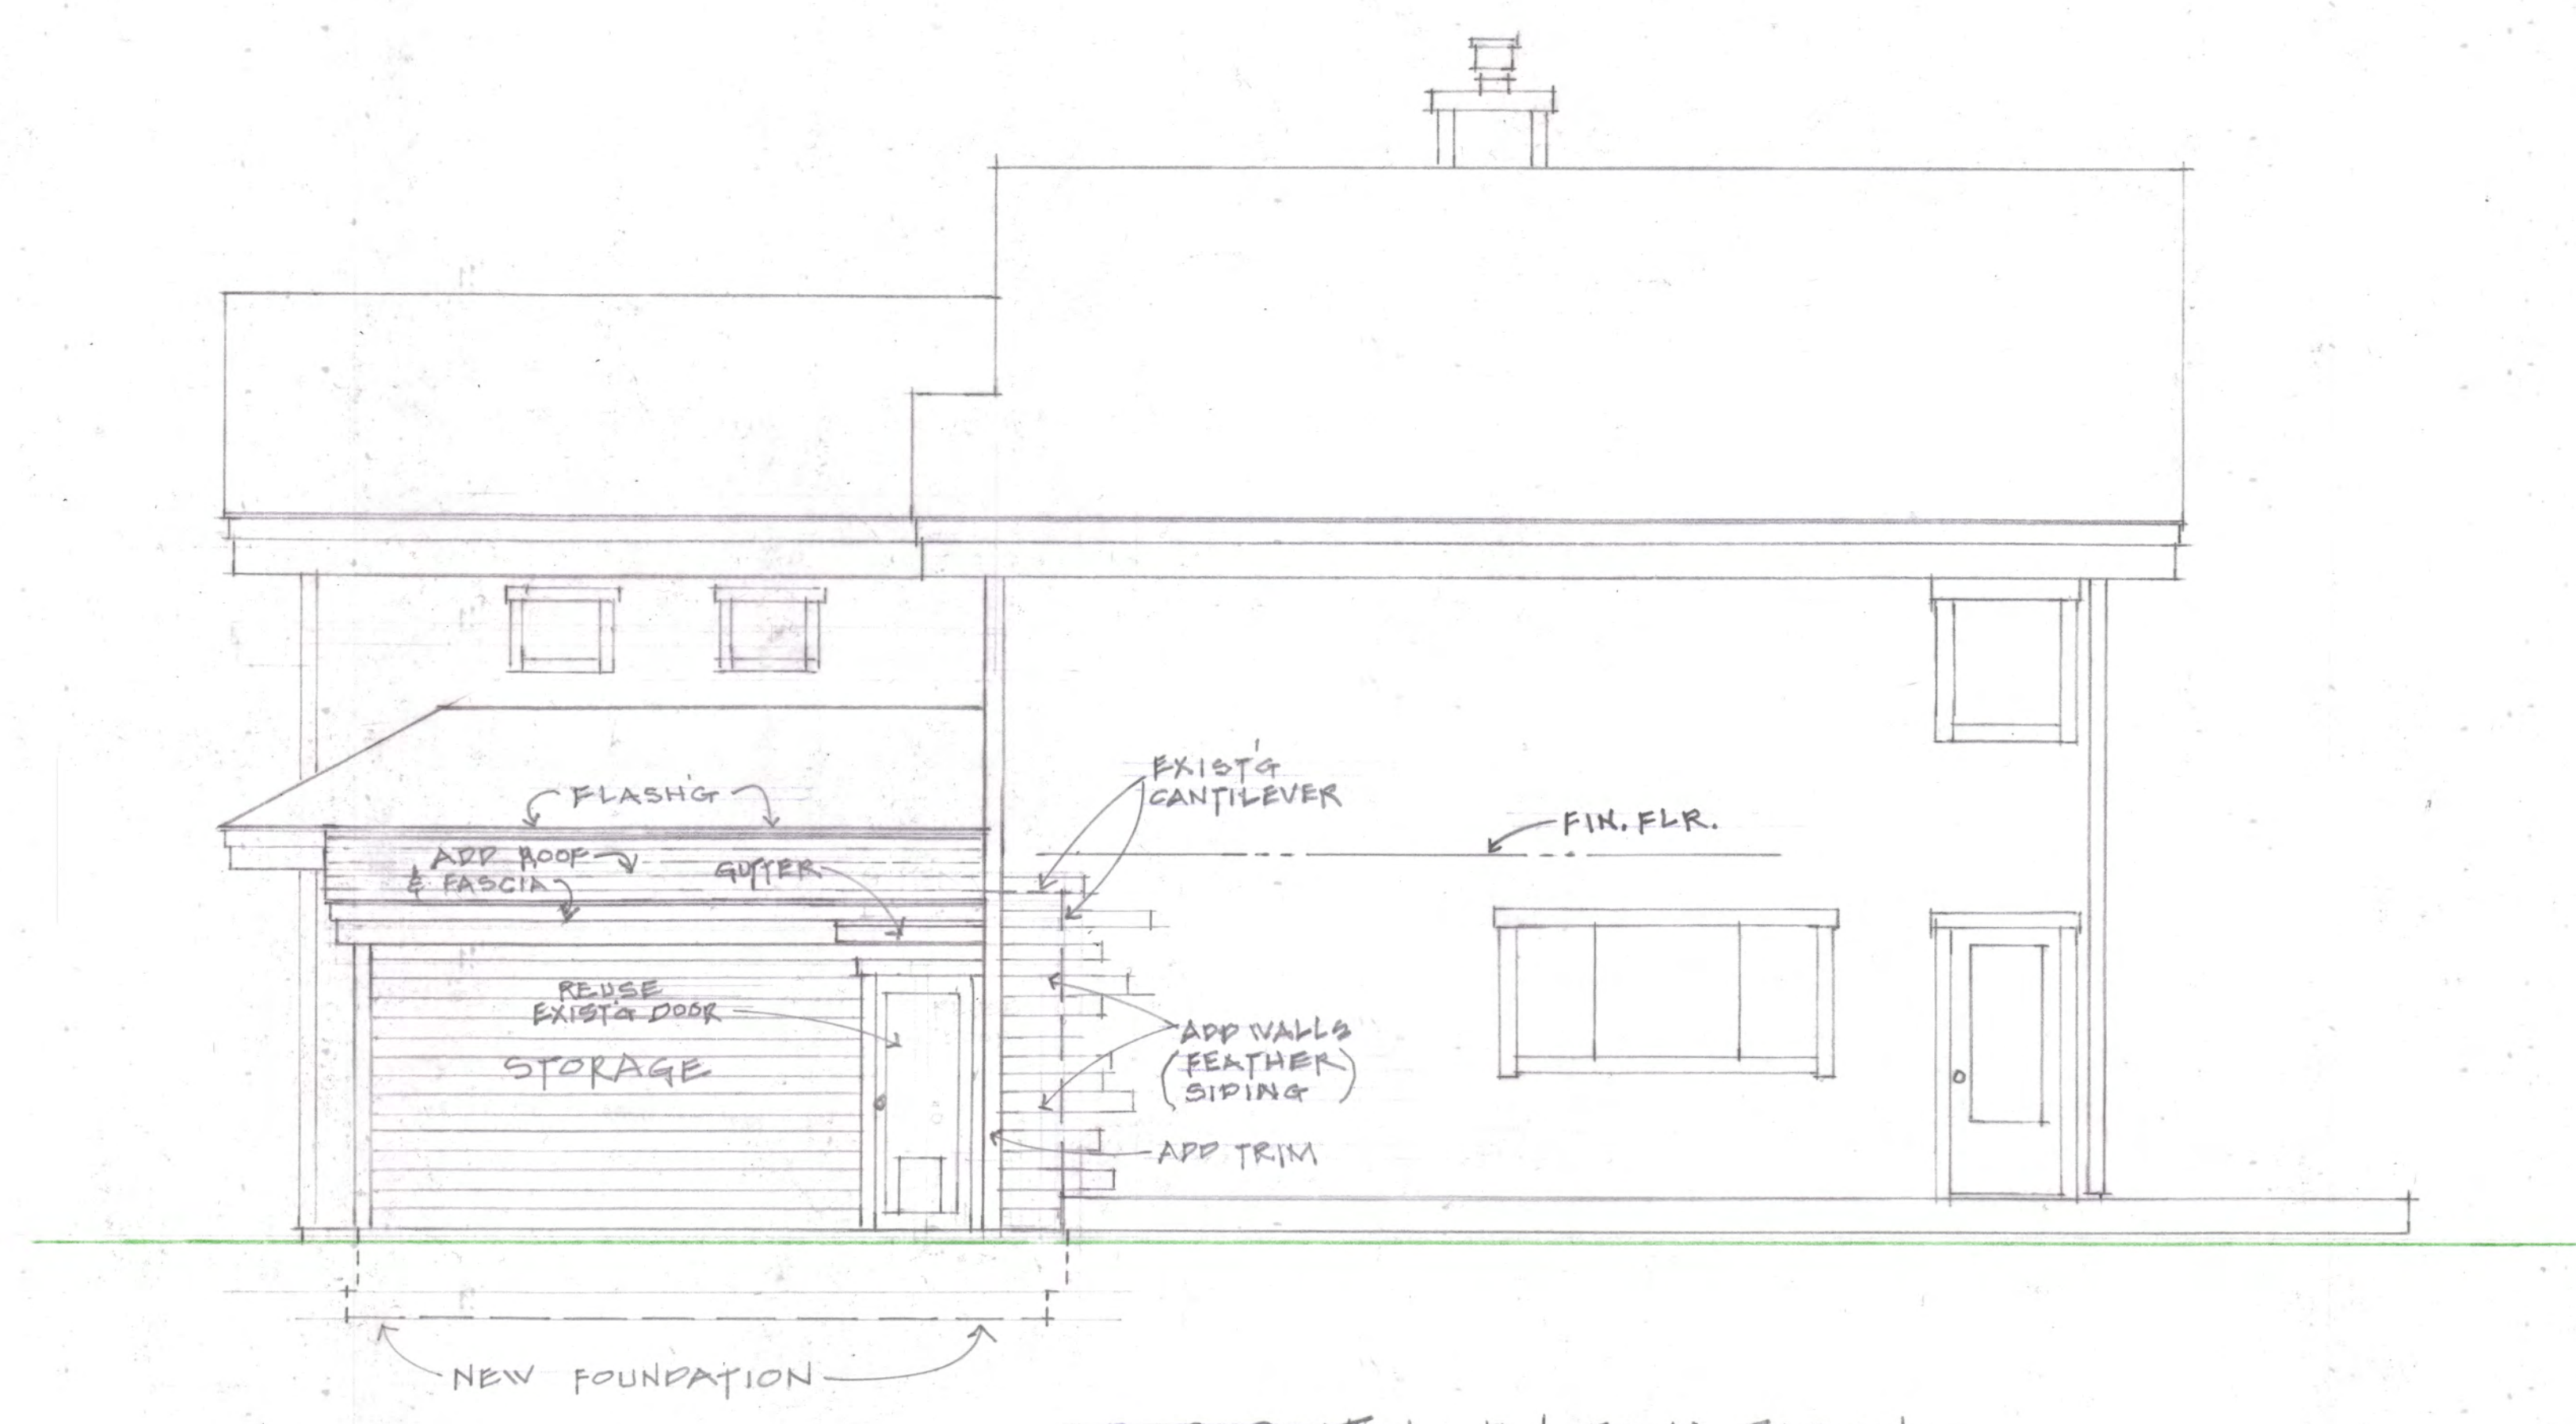 EXIST'G
CANTILEVER
FLASH'G
FIN. FLR.
ADD ROOF
& FASCIA
GUTTER
REUSE
EXIST'G DOOR
STORAGE
ADD WALLS
(FEATHER
SIDING)
ADD TRIM
NEW FOUNDATION